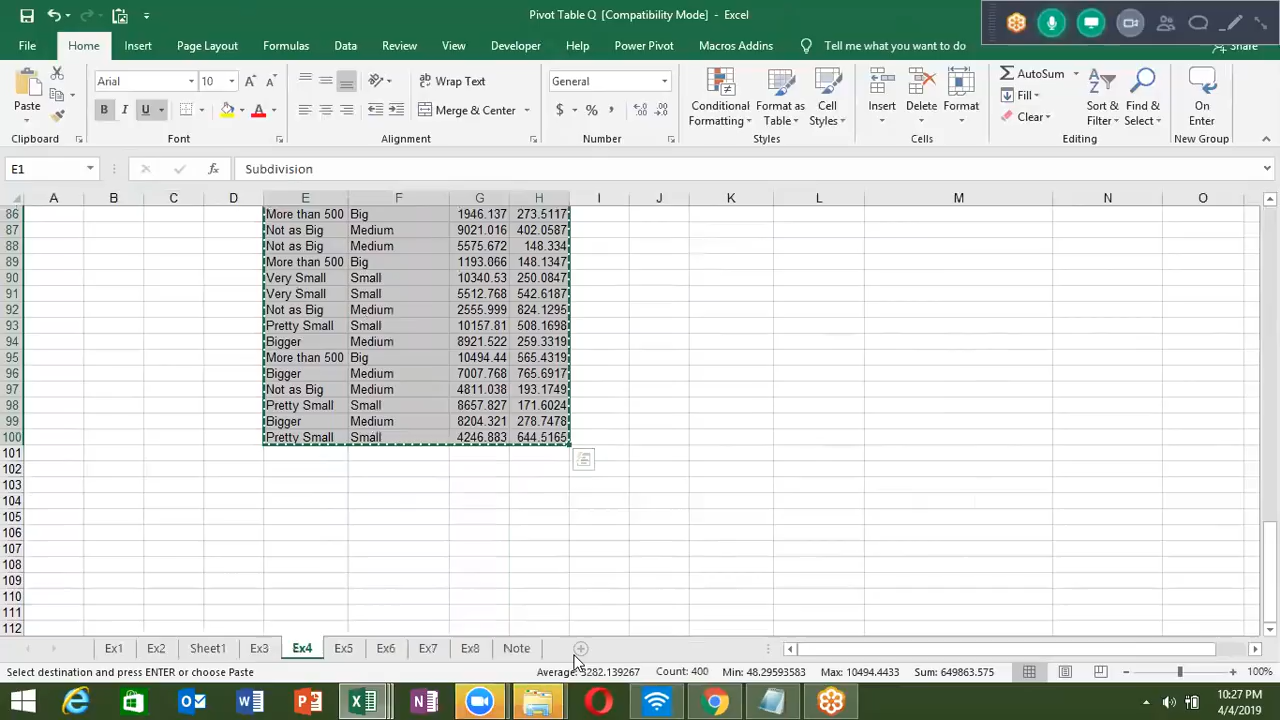 Pivot Table Q [Compatibility Mode] - Excel
File Home Insert Page Layout Formulas Data Review View Developer Help Power Pivot Macros Addins Tell me what you want to do Share
Paste
Arial 10
Wrap Text
General
Conditional Formatting
Format as Table
Cell Styles
Insert
Delete
Format
AutoSum
Sort & Filter
Find & Select
On Enter
B I U
Merge & Center
$ % ,
Fill
Clear
Clipboard Font Alignment Number Styles Cells Editing New Group
E1 fx Subdivision
A B C D E F G H I J K L M N O
86 More than 500 Big 1946.137 273.5117
87 Not as Big Medium 9021.016 402.0587
88 Not as Big Medium 5575.672 148.334
89 More than 500 Big 1193.066 148.1347
90 Very Small Small 10340.53 250.0847
91 Very Small Small 5512.768 542.6187
92 Not as Big Medium 2555.999 824.1295
93 Pretty Small Small 10157.81 508.1698
94 Bigger Medium 8921.522 259.3319
95 More than 500 Big 10494.44 565.4319
96 Bigger Medium 7007.768 765.6917
97 Not as Big Medium 4811.038 193.1749
98 Pretty Small Small 8657.827 171.6024
99 Bigger Medium 8204.321 278.7478
100 Pretty Small Small 4246.883 644.5165
101
102
103
104
105
106
107
108
109
110
111
112
Ex1 Ex2 Sheet1 Ex3 Ex4 Ex5 Ex6 Ex7 Ex8 Note
Select destination and press ENTER or choose Paste Count: 400 Min: 48.29593585 Max: 10494.4433 Sum: 649863.575 100%
10:27 PM
4/4/2019